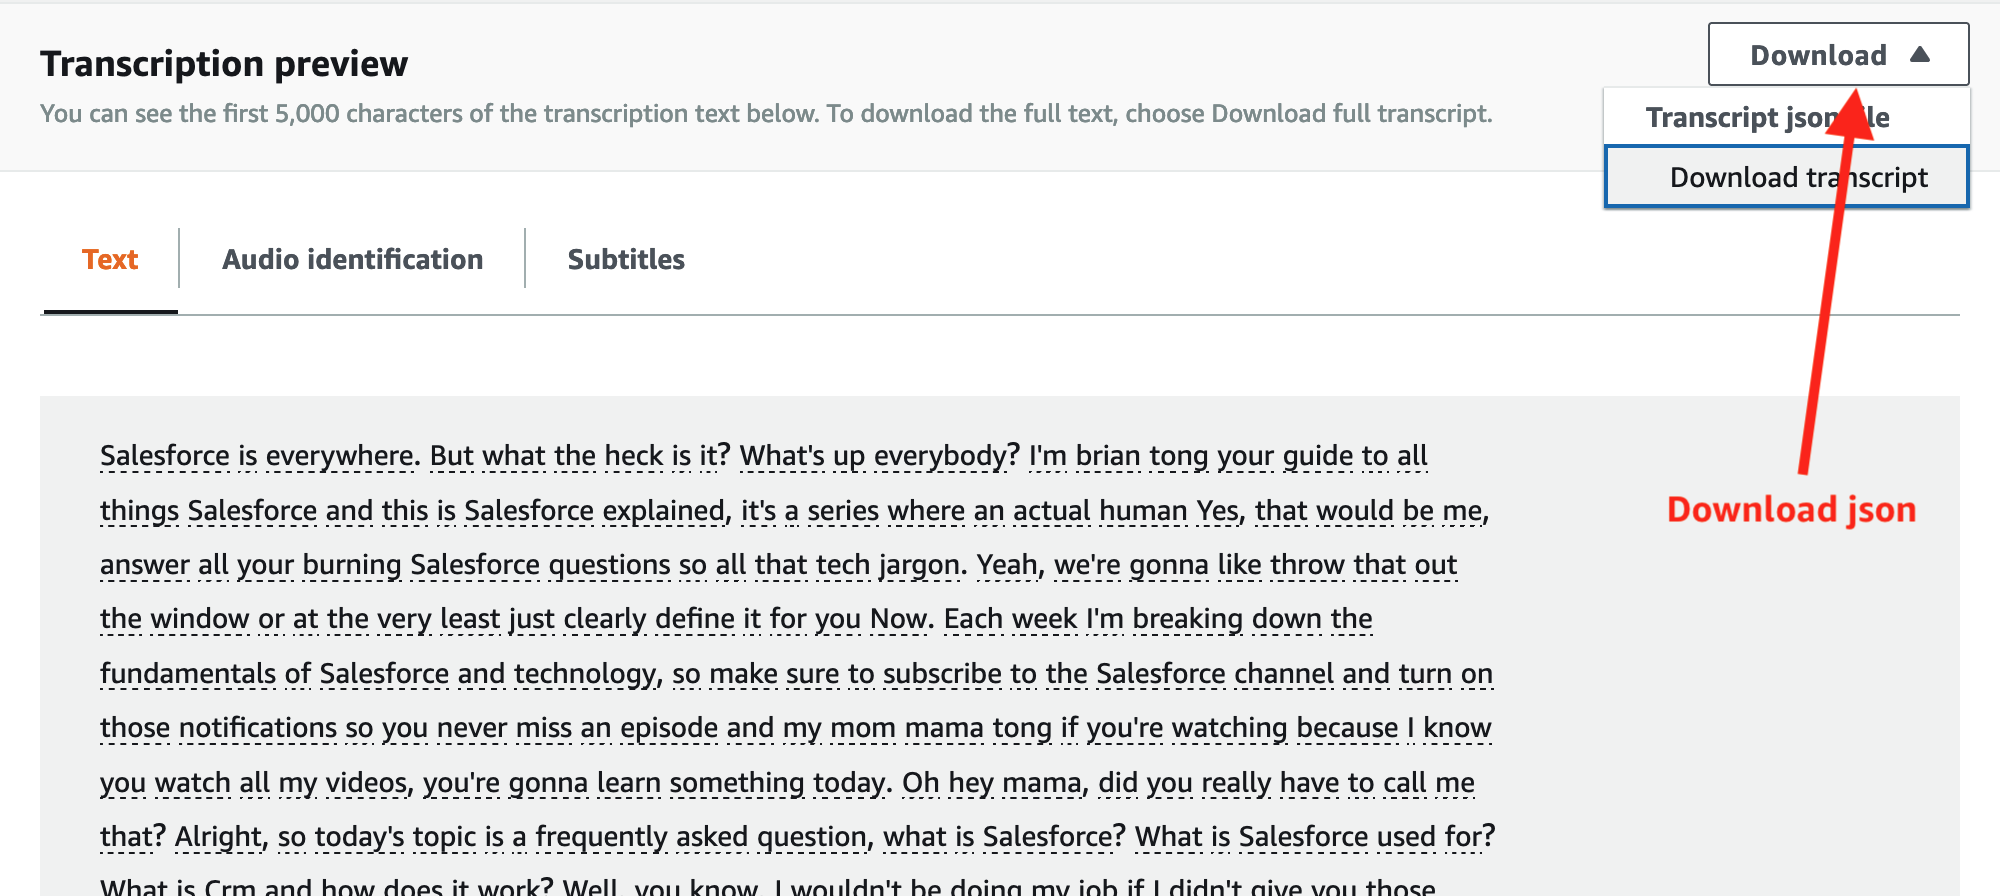 Transcription preview
Download ▲
You can see the first 5,000 characters of the transcription text below. To download the full text, choose Download full transcript.
Transcript json file
Download transcript
Text
Audio identification
Subtitles
Salesforce is everywhere. But what the heck is it? What's up everybody? I'm brian tong your guide to all
things Salesforce and this is Salesforce explained, it's a series where an actual human Yes, that would be me,
Download json
answer all your burning Salesforce questions so all that tech jargon. Yeah, we're gonna like throw that out
the window or at the very least just clearly define it for you Now. Each week I'm breaking down the
fundamentals of Salesforce and technology, so make sure to subscribe to the Salesforce channel and turn on
those notifications so you never miss an episode and my mom mama tong if you're watching because I know
you watch all my videos, you're gonna learn something today. Oh hey mama, did you really have to call me
that? Alright, so today's topic is a frequently asked question, what is Salesforce? What is Salesforce used for?
What is Crm and how does it work? Well, you know, I wouldn't be doing my job if I didn't give you those